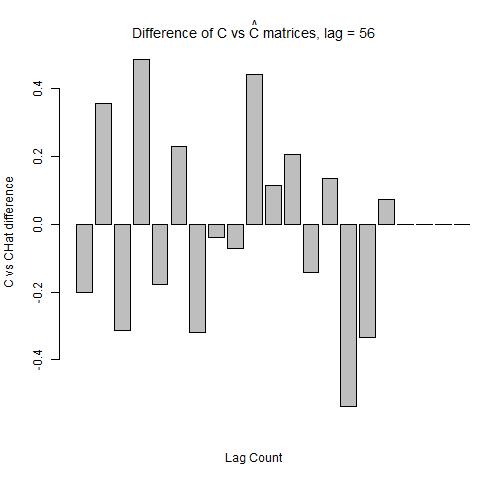 Difference of C vs Ĉ matrices, lag = 56
0.4
0.2
0.0
-0.2
-0.4
C vs CHat difference
Lag Count